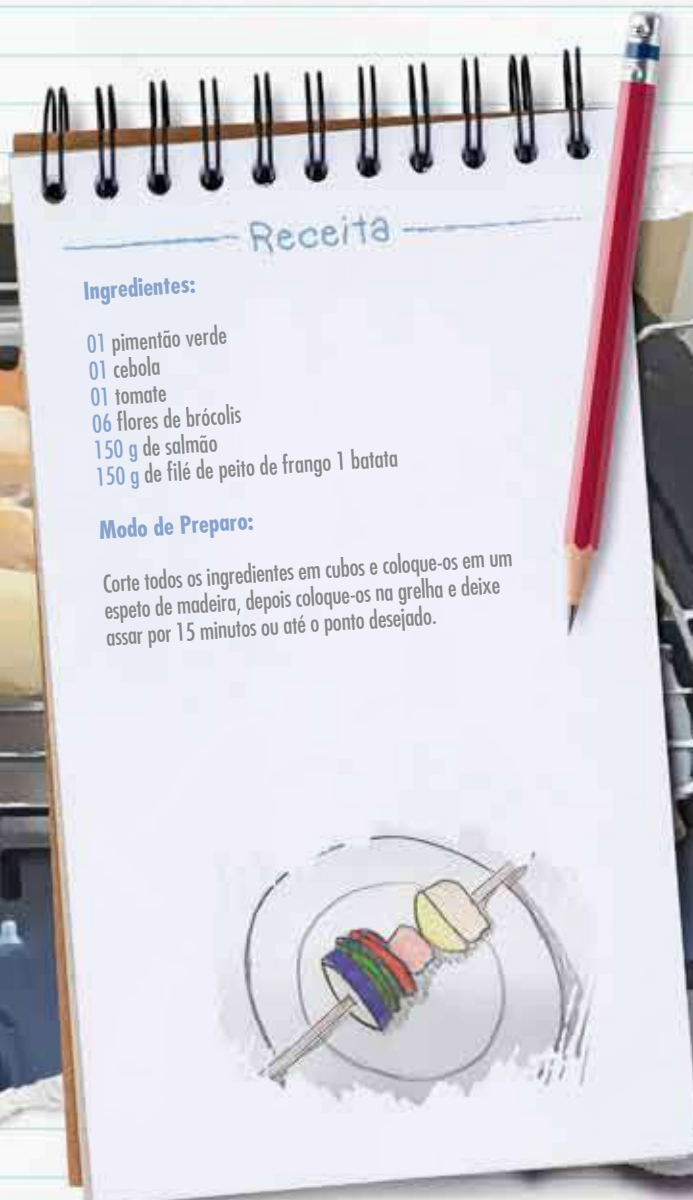 Receita
Ingredientes:
01 pimentão verde
01 cebola
01 tomate
06 flores de brócolis
150 g de salmão
150 g de filé de peito de frango 1 batata
Modo de Preparo:
Corte todos os ingredientes em cubos e coloque-os em um
espeto de madeira, depois coloque-os na grelha e deixe
assar por 15 minutos ou até o ponto desejado.